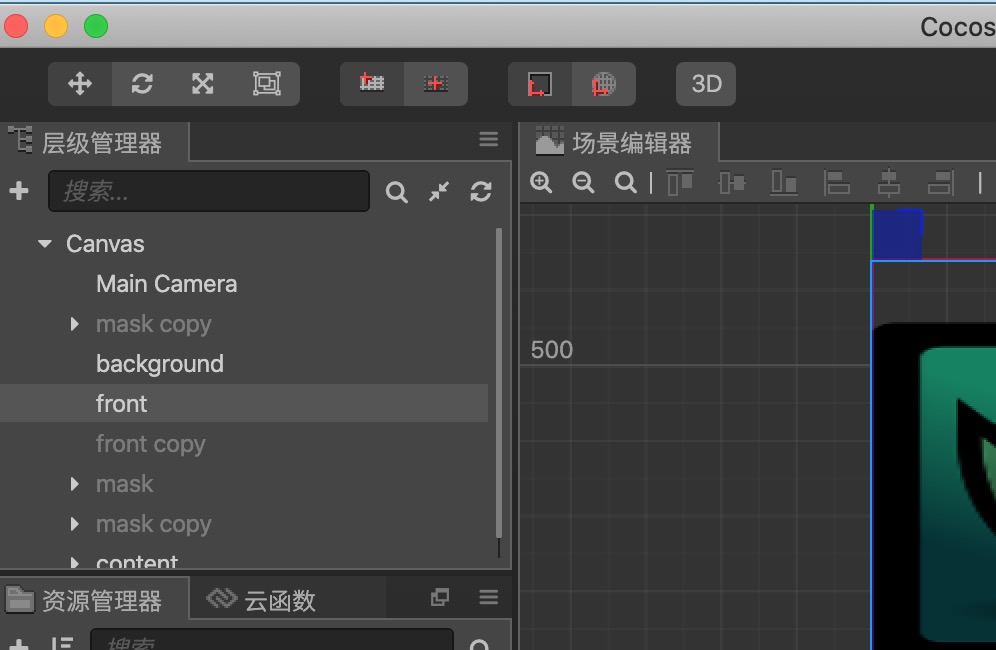 Cocos
3D
层级管理器
场景编辑器
搜索...
Canvas
Main Camera
mask copy
background
500
front
front copy
mask
mask copy
content
资源管理器
云函数
搜索